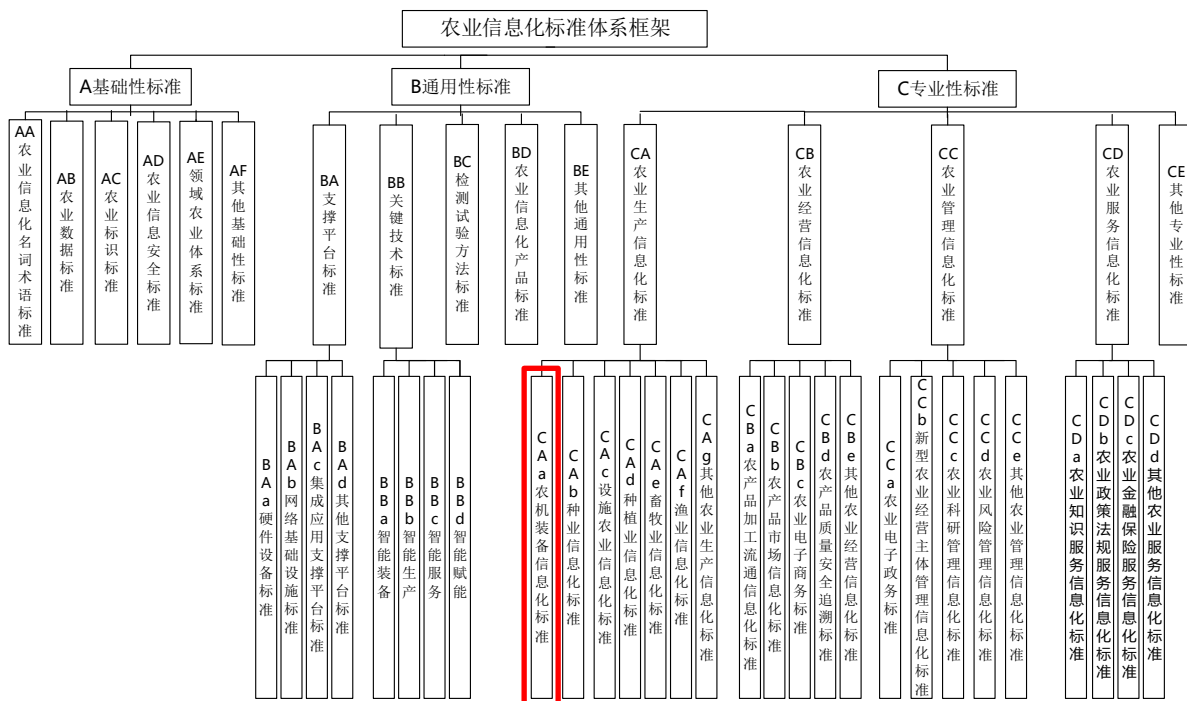 农业信息化标准体系框架
A基础性标准
B通用性标准
C专业性标准
AA农业信息化名词术语标准
AB农业数据标准
AC农业标识标准
AD农业信息安全标准
AE领域农业体系标准
AF其他基础性标准
BA支撑平台标准
BB关键技术标准
BC检测试验方法标准
BD农业信息化产品标准
BE其他通用性标准
CA农业生产信息化标准
CB农业经营信息化标准
CC农业管理信息化标准
CD农业服务信息化标准
CE其他专业性标准
BAa硬件设备标准
BAb网络基础设施标准
BAc集成应用支撑平台标准
BAd其他支撑平台标准
BBa智能装备
BBb智能生产
BBc智能服务
BBd智能赋能
CAa农机装备信息化标准
CAb种业信息化标准
CAc设施农业信息化标准
CAd种植业信息化标准
CAe畜牧业信息化标准
CAf渔业信息化标准
CAg其他农业生产信息化标准
CBa农产品加工流通信息化标准
CBb农产品市场信息化标准
CBc农业电子商务标准
CBd农产品质量安全追溯标准
CBe其他农业经营信息化标准
CCa农业电子政务标准
CCb新型农业经营主体管理信息化标准
CCc农业科研管理信息化标准
CCd农业风险管理信息化标准
CCe其他农业管理信息化标准
CDa农业知识服务信息化标准
CDb农业政策法规服务信息化标准
CDc农业金融保险服务信息化标准
CDd其他农业服务信息化标准